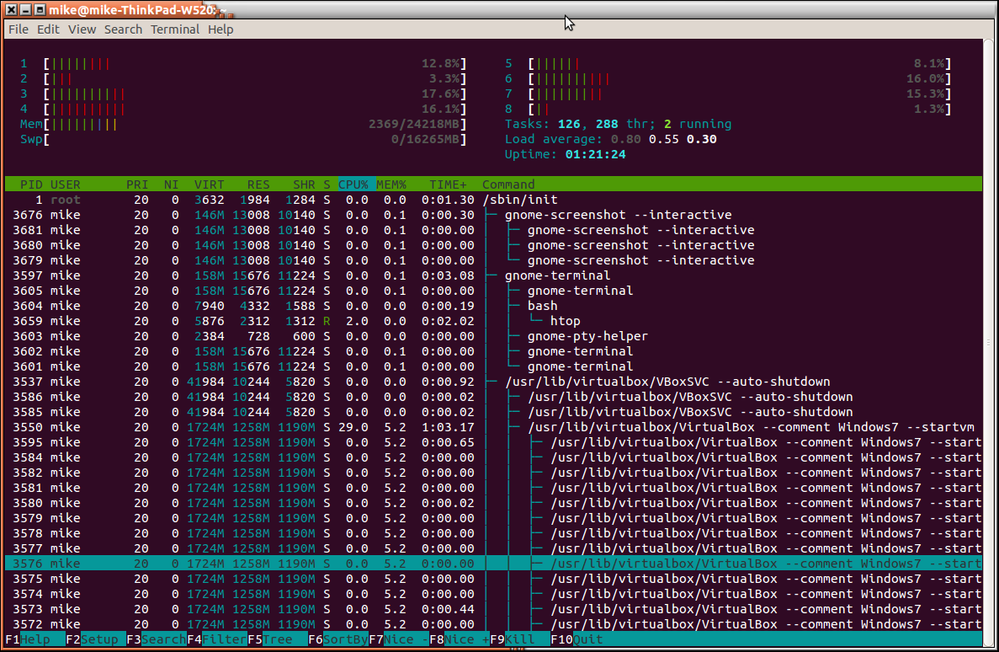 mike@mike-ThinkPad-W520: ~
File Edit View Search Terminal Help
1 [|||||||| 12.8%] 5 [|||||| 8.1%]
2 [||| 3.3%] 6 [|||||||||| 16.0%]
3 [|||||||||| 17.6%] 7 [||||||||| 15.3%]
4 [|||||||||| 16.1%] 8 [|| 1.3%]
Mem[||||||||| 2369/24218MB] Tasks: 126, 288 thr; 2 running
Swp[ 0/16265MB] Load average: 0.80 0.55 0.30
Uptime: 01:21:24
PID USER PRI NI VIRT RES SHR S CPU% MEM% TIME+ Command
1 root 20 0 3632 1984 1284 S 0.0 0.0 0:01.30 /sbin/init
3676 mike 20 0 146M 13008 10140 S 0.0 0.1 0:00.30 ├─ gnome-screenshot --interactive
3681 mike 20 0 146M 13008 10140 S 0.0 0.1 0:00.00 │ ├─ gnome-screenshot --interactive
3680 mike 20 0 146M 13008 10140 S 0.0 0.1 0:00.00 │ ├─ gnome-screenshot --interactive
3679 mike 20 0 146M 13008 10140 S 0.0 0.1 0:00.00 │ └─ gnome-screenshot --interactive
3597 mike 20 0 158M 15676 11224 S 0.0 0.1 0:03.08 ├─ gnome-terminal
3605 mike 20 0 158M 15676 11224 S 0.0 0.1 0:00.00 │ ├─ gnome-terminal
3604 mike 20 0 7940 4332 1588 S 0.0 0.0 0:00.19 │ ├─ bash
3659 mike 20 0 5876 2312 1312 R 2.0 0.0 0:02.02 │ │ └─ htop
3603 mike 20 0 2384 728 600 S 0.0 0.0 0:00.00 │ ├─ gnome-pty-helper
3602 mike 20 0 158M 15676 11224 S 0.0 0.1 0:00.00 │ ├─ gnome-terminal
3601 mike 20 0 158M 15676 11224 S 0.0 0.1 0:00.00 │ └─ gnome-terminal
3537 mike 20 0 41984 10244 5820 S 0.0 0.0 0:00.92 ├─ /usr/lib/virtualbox/VBoxSVC --auto-shutdown
3586 mike 20 0 41984 10244 5820 S 0.0 0.0 0:00.02 │ ├─ /usr/lib/virtualbox/VBoxSVC --auto-shutdown
3585 mike 20 0 41984 10244 5820 S 0.0 0.0 0:00.02 │ ├─ /usr/lib/virtualbox/VBoxSVC --auto-shutdown
3550 mike 20 0 1724M 1258M 1190M S 29.0 5.2 1:03.17 │ ├─ /usr/lib/virtualbox/VirtualBox --comment Windows7 --startvm
3595 mike 20 0 1724M 1258M 1190M S 0.0 5.2 0:00.65 │ │ ├─ /usr/lib/virtualbox/VirtualBox --comment Windows7 --start
3584 mike 20 0 1724M 1258M 1190M S 0.0 5.2 0:00.00 │ │ ├─ /usr/lib/virtualbox/VirtualBox --comment Windows7 --start
3582 mike 20 0 1724M 1258M 1190M S 0.0 5.2 0:00.00 │ │ ├─ /usr/lib/virtualbox/VirtualBox --comment Windows7 --start
3581 mike 20 0 1724M 1258M 1190M S 0.0 5.2 0:00.00 │ │ ├─ /usr/lib/virtualbox/VirtualBox --comment Windows7 --start
3580 mike 20 0 1724M 1258M 1190M S 0.0 5.2 0:00.02 │ │ ├─ /usr/lib/virtualbox/VirtualBox --comment Windows7 --start
3579 mike 20 0 1724M 1258M 1190M S 0.0 5.2 0:00.00 │ │ ├─ /usr/lib/virtualbox/VirtualBox --comment Windows7 --start
3578 mike 20 0 1724M 1258M 1190M S 0.0 5.2 0:00.00 │ │ ├─ /usr/lib/virtualbox/VirtualBox --comment Windows7 --start
3577 mike 20 0 1724M 1258M 1190M S 0.0 5.2 0:00.00 │ │ ├─ /usr/lib/virtualbox/VirtualBox --comment Windows7 --start
3576 mike 20 0 1724M 1258M 1190M S 0.0 5.2 0:00.00 │ │ ├─ /usr/lib/virtualbox/VirtualBox --comment Windows7 --start
3575 mike 20 0 1724M 1258M 1190M S 0.0 5.2 0:00.00 │ │ ├─ /usr/lib/virtualbox/VirtualBox --comment Windows7 --start
3574 mike 20 0 1724M 1258M 1190M S 0.0 5.2 0:00.00 │ │ ├─ /usr/lib/virtualbox/VirtualBox --comment Windows7 --start
3573 mike 20 0 1724M 1258M 1190M S 0.0 5.2 0:00.44 │ │ ├─ /usr/lib/virtualbox/VirtualBox --comment Windows7 --start
3572 mike 20 0 1724M 1258M 1190M S 0.0 5.2 0:00.00 │ │ ├─ /usr/lib/virtualbox/VirtualBox --comment Windows7 --start
F1Help F2Setup F3SearchF4FilterF5Tree F6SortByF7Nice -F8Nice +F9Kill F10Quit